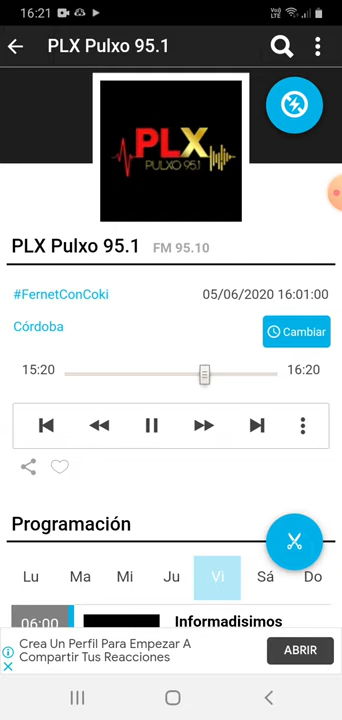 16:21
Vo)) LTE
PLX Pulxo 95.1
PLX
PULXO 95.1
PLX Pulxo 95.1 FM 95.10
#FernetConCoki 05/06/2020 16:01:00
Córdoba Cambiar
15:20 16:20
Programación
Lu Ma Mi Ju Vi Sá Do
06:00 Informadisimos
Crea Un Perfil Para Empezar A
Compartir Tus Reacciones
ABRIR